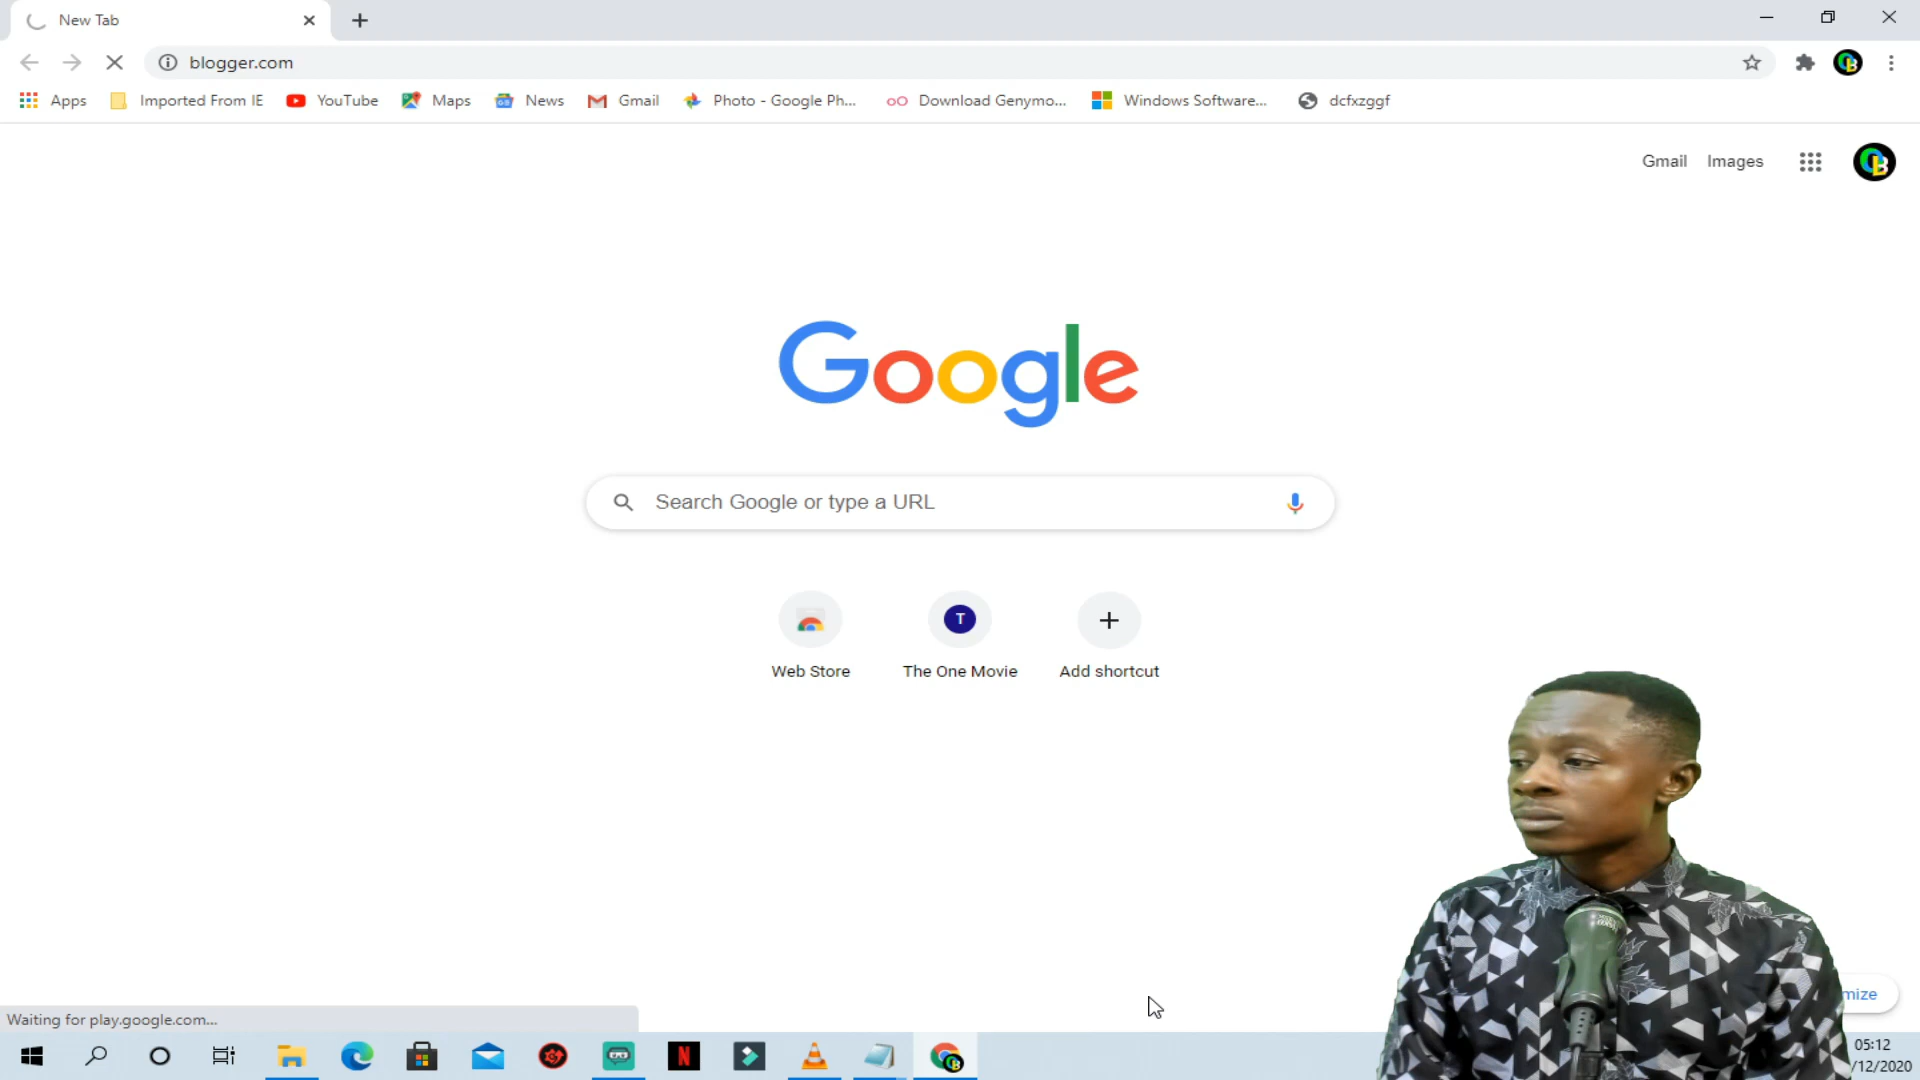 New Tab
blogger.com
Apps Imported From IE YouTube Maps News Gmail Photo - Google Ph... Download Genymo... Windows Software... dcfxzggf
Gmail Images
Google
Search Google or type a URL
T
Web Store The One Movie Add shortcut
mize
Waiting for play.google.com...
05:12
/12/2020